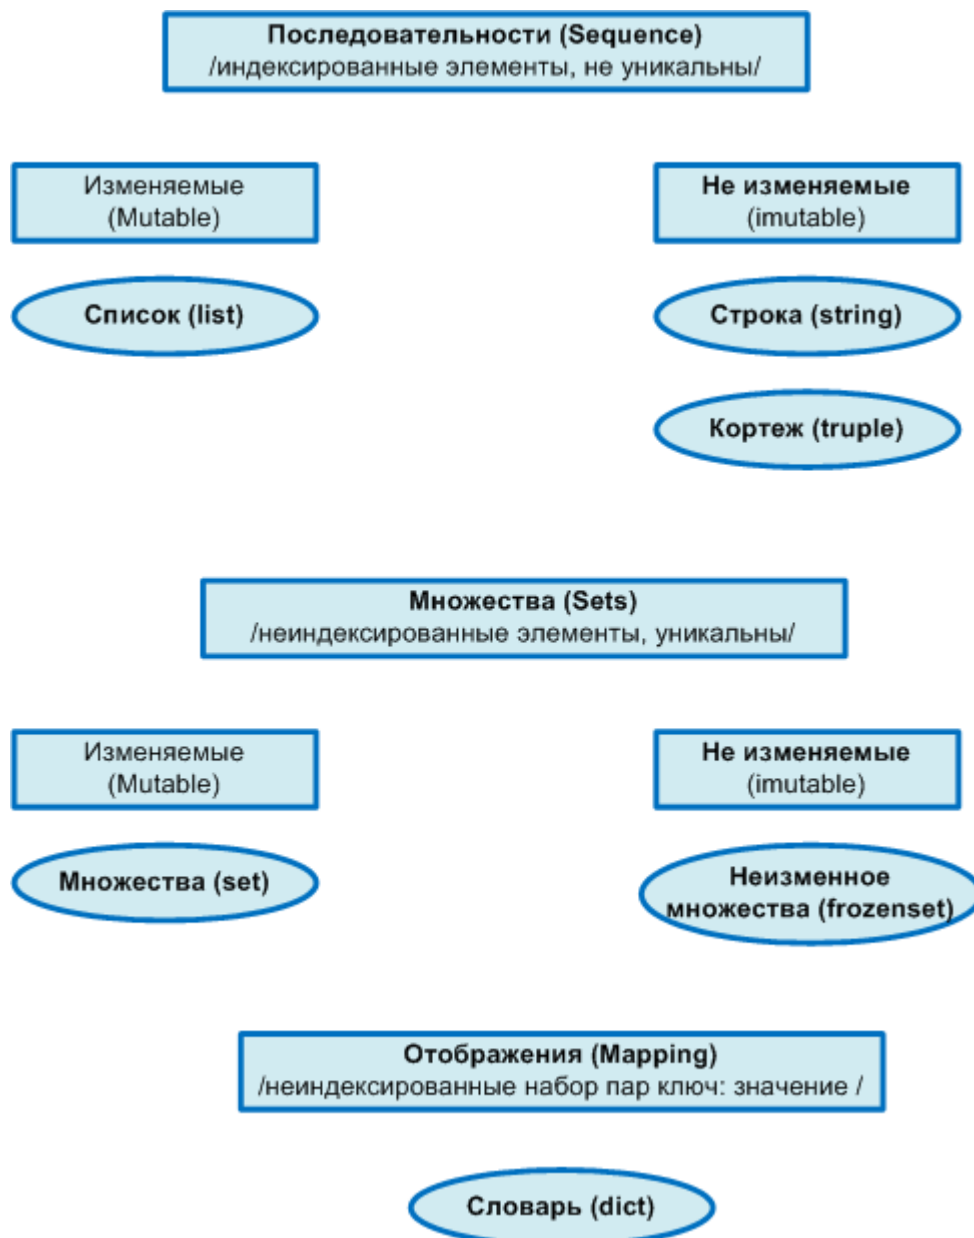 Последовательности (Sequence)
/индексированные элементы, не уникальны/
Изменяемые
(Mutable)
Не изменяемые
(imutable)
Список (list)
Строка (string)
Кортеж (truple)
Множества (Sets)
/неиндексированные элементы, уникальны/
Изменяемые
(Mutable)
Не изменяемые
(imutable)
Множества (set)
Неизменное
множества (frozenset)
Отображения (Mapping)
/неиндексированные набор пар ключ: значение /
Словарь (dict)